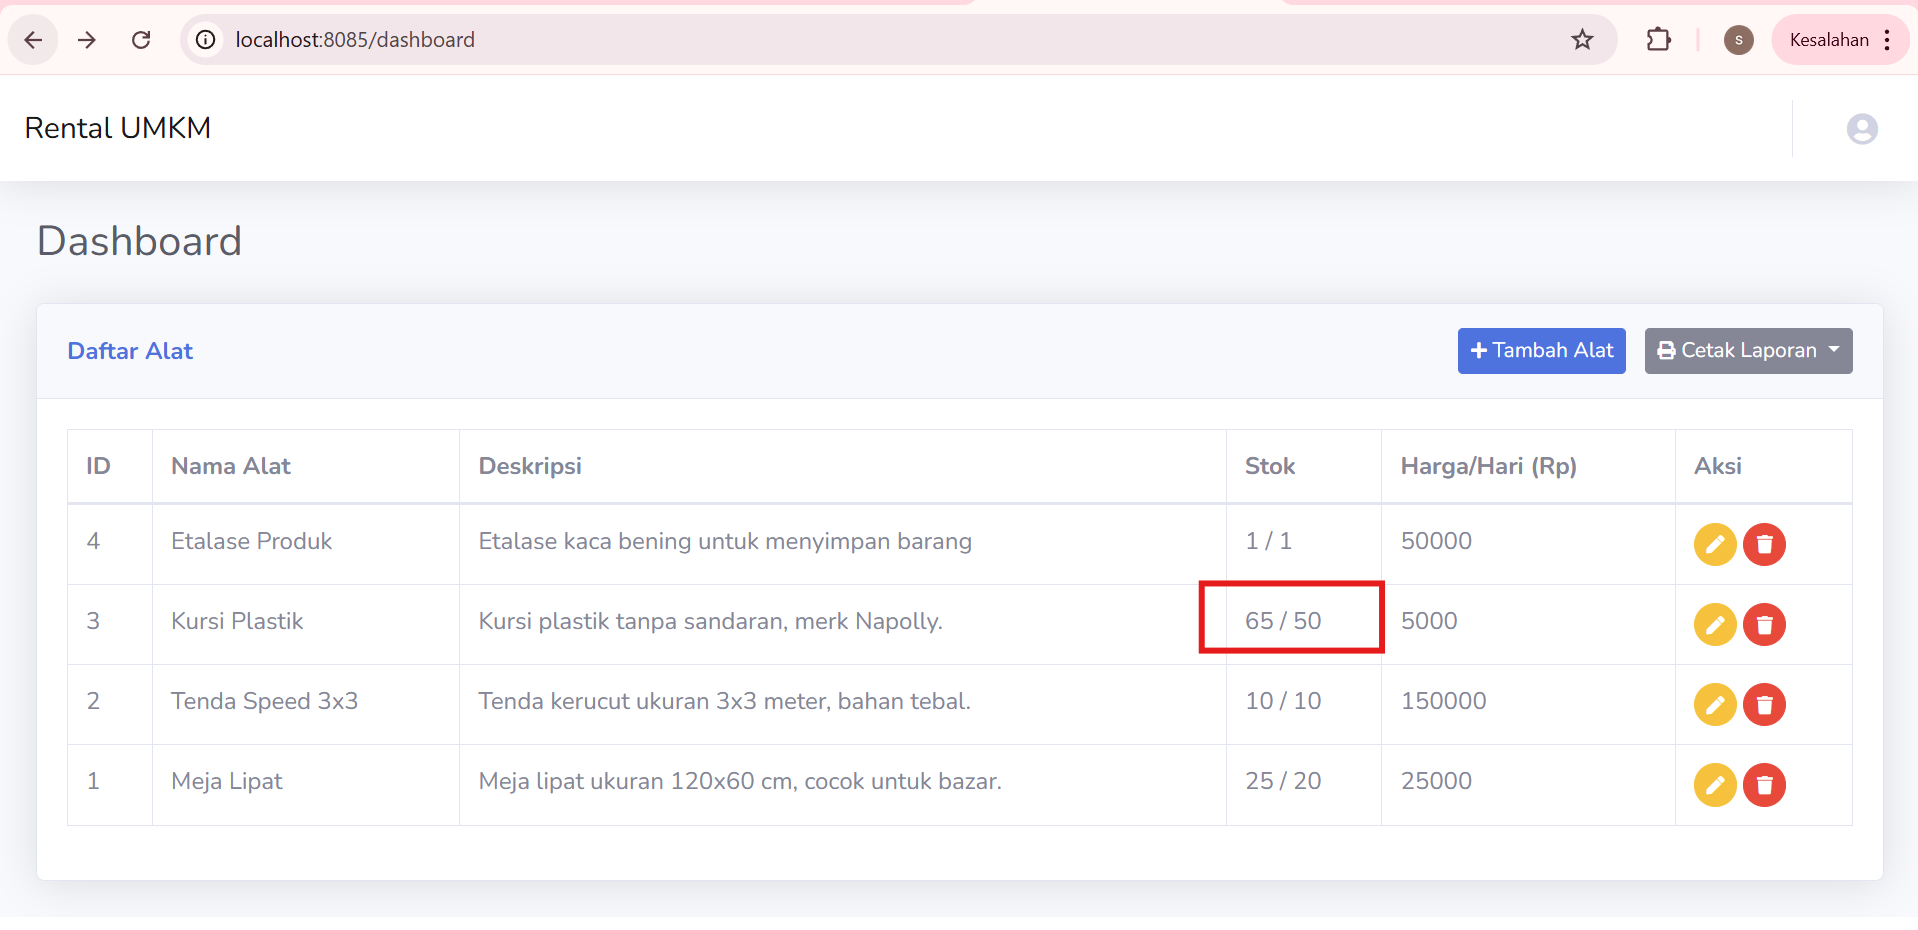 localhost:8085/dashboard
s
Kesalahan
Rental UMKM
Dashboard
Daftar Alat
Tambah Alat
Cetak Laporan
ID Nama Alat Deskripsi Stok Harga/Hari (Rp) Aksi
4 Etalase Produk Etalase kaca bening untuk menyimpan barang 1 / 1 50000
3 Kursi Plastik Kursi plastik tanpa sandaran, merk Napolly. 65 / 50 5000
2 Tenda Speed 3x3 Tenda kerucut ukuran 3x3 meter, bahan tebal. 10 / 10 150000
1 Meja Lipat Meja lipat ukuran 120x60 cm, cocok untuk bazar. 25 / 20 25000